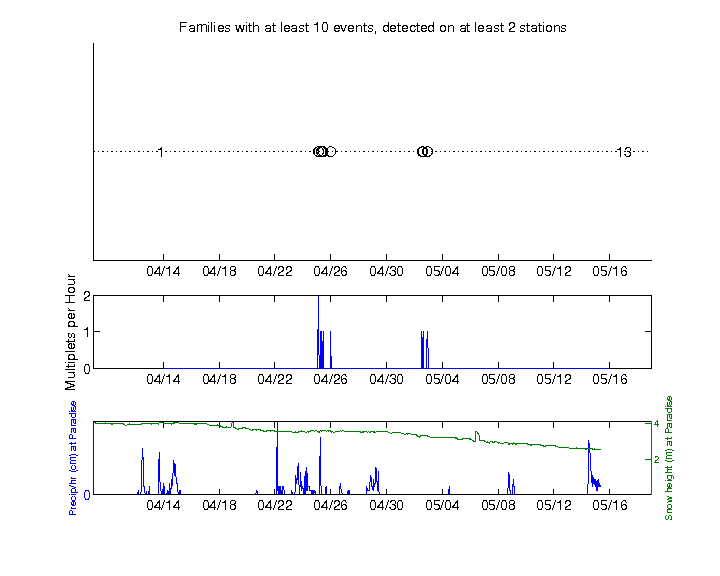 Families with at least 10 events, detected on at least 2 stations
1 13
04/14 04/18 04/22 04/26 04/30 05/04 05/08 05/12 05/16
Multiplets per Hour
2
1
0
04/14 04/18 04/22 04/26 04/30 05/04 05/08 05/12 05/16
Precip/hr (cm) at Paradise
0
4
2
Snow height (m) at Paradise
04/14 04/18 04/22 04/26 04/30 05/04 05/08 05/12 05/16